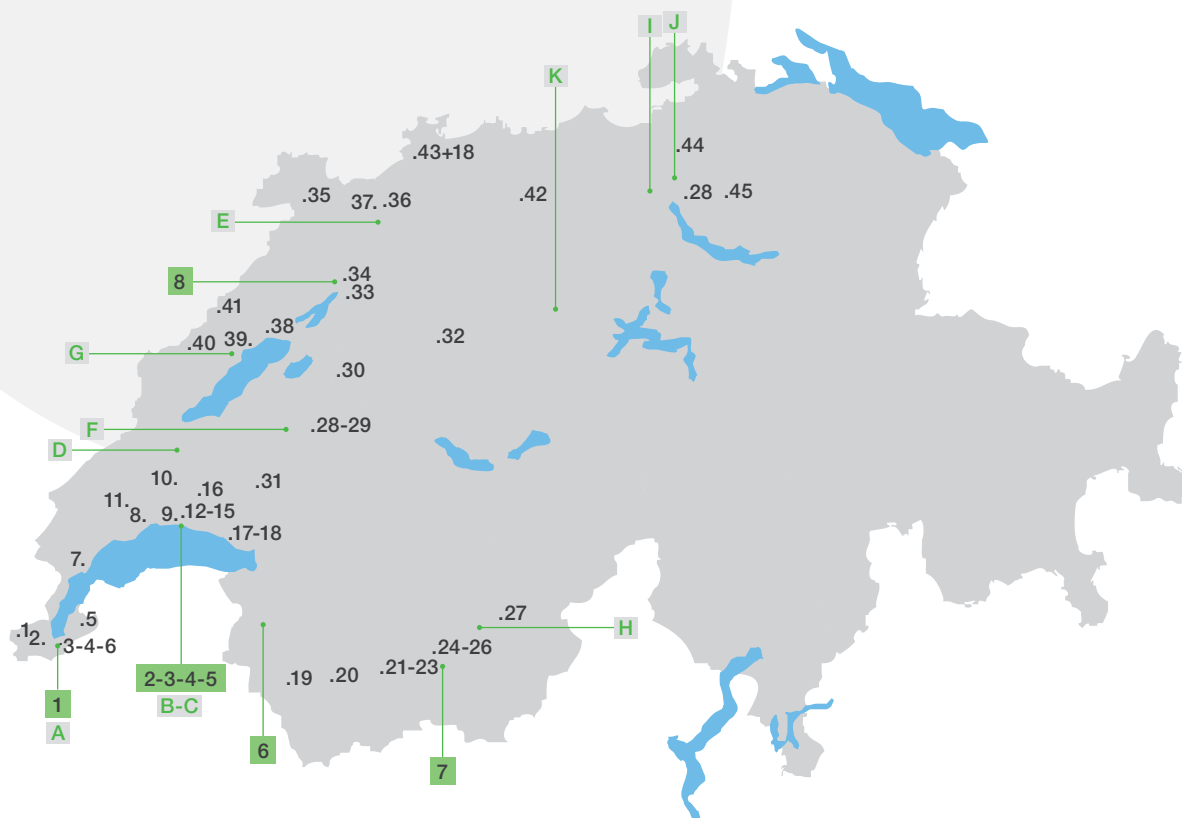 I J
K
.44
.43+18
.35 37. .36 .42 .28 .45
E
8 .34
.33
.41
.38
.40 39. .32
G
.30
F .28-29
D
10. .31
.16
11.
8. 9. .12-15
.17-18
7.
.5 .27
.1 H
2. .3-4-6 .24-26
.21-23
2-3-4-5 .19 .20
1 B-C
A
6
7